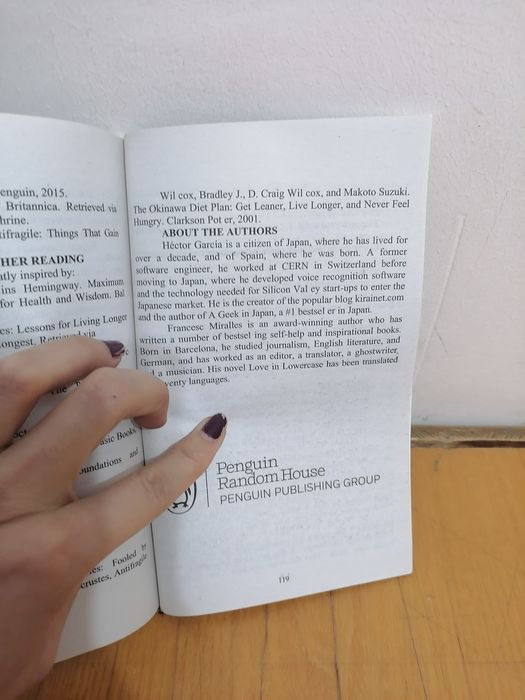 enguin, 2015.
Britannica. Retrieved via
hrine.
tifragile: Things That Gain
HER READING
tly inspired by:
ins Hemingway. Maximum
for Health and Wisdom. Bal
es: Lessons for Living Longer
ongest. Retrieved via
asic Books
oundations and
es: Fooled by
crustes, Antifragile
Wil cox, Bradley J., D. Craig Wil cox, and Makoto Suzuki.
The Okinawa Diet Plan: Get Leaner, Live Longer, and Never Feel
Hungry. Clarkson Pot er, 2001.
ABOUT THE AUTHORS
Héctor García is a citizen of Japan, where he has lived for
over a decade, and of Spain, where he was born. A former
software engineer, he worked at CERN in Switzerland before
moving to Japan, where he developed voice recognition software
and the technology needed for Silicon Val ey start-ups to enter the
Japanese market. He is the creator of the popular blog kirainet.com
and the author of A Geek in Japan, a #1 bestsel er in Japan.
Francesc Miralles is an award-winning author who has
written a number of bestsel ing self-help and inspirational books.
Born in Barcelona, he studied journalism, English literature, and
German, and has worked as an editor, a translator, a ghostwriter,
a musician. His novel Love in Lowercase has been translated
enty languages.
Penguin
Random House
PENGUIN PUBLISHING GROUP
119